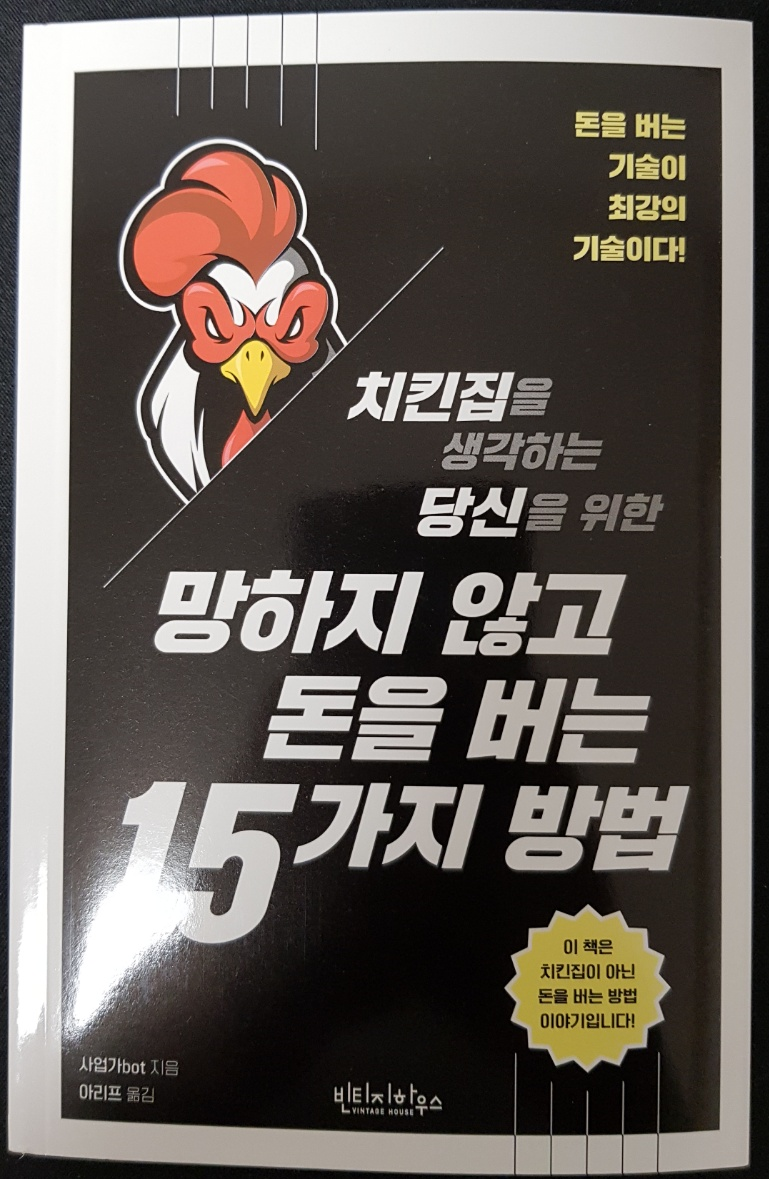 돈을 버는
기술이
최강의
기술이다!
치킨집을
생각하는
당신을 위한
망하지 않고
돈을 버는
15가지 방법
이 책은
치킨집이 아닌
돈을 버는 방법
이야기입니다!
사업가bot 지음
아리프 옮김
빈티지하우스
VINTAGE HOUSE